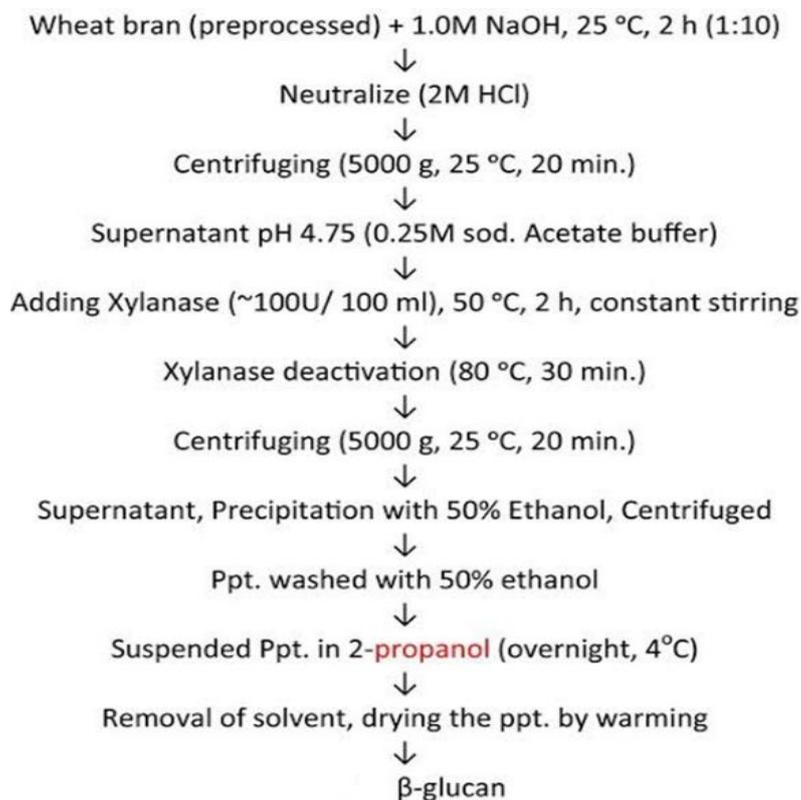 Wheat bran (preprocessed) + 1.0M NaOH, 25 °C, 2 h (1:10)
↓
Neutralize (2M HCl)
↓
Centrifuging (5000 g, 25 °C, 20 min.)
↓
Supernatant pH 4.75 (0.25M sod. Acetate buffer)
↓
Adding Xylanase (~100U/ 100 ml), 50 °C, 2 h, constant stirring
↓
Xylanase deactivation (80 °C, 30 min.)
↓
Centrifuging (5000 g, 25 °C, 20 min.)
↓
Supernatant, Precipitation with 50% Ethanol, Centrifuged
↓
Ppt. washed with 50% ethanol
↓
Suspended Ppt. in 2-propanol (overnight, 4°C)
↓
Removal of solvent, drying the ppt. by warming
↓
β-glucan